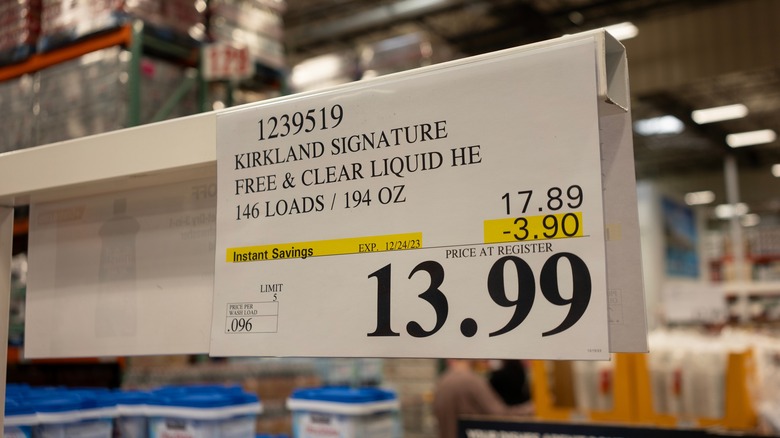 1239519
KIRKLAND SIGNATURE
FREE & CLEAR LIQUID HE
146 LOADS / 194 OZ
17.89
-3.90
Instant Savings EXP. 12/24/23
PRICE AT REGISTER
13.99
LIMIT
5
PRICE PER
WASH LOAD
.096